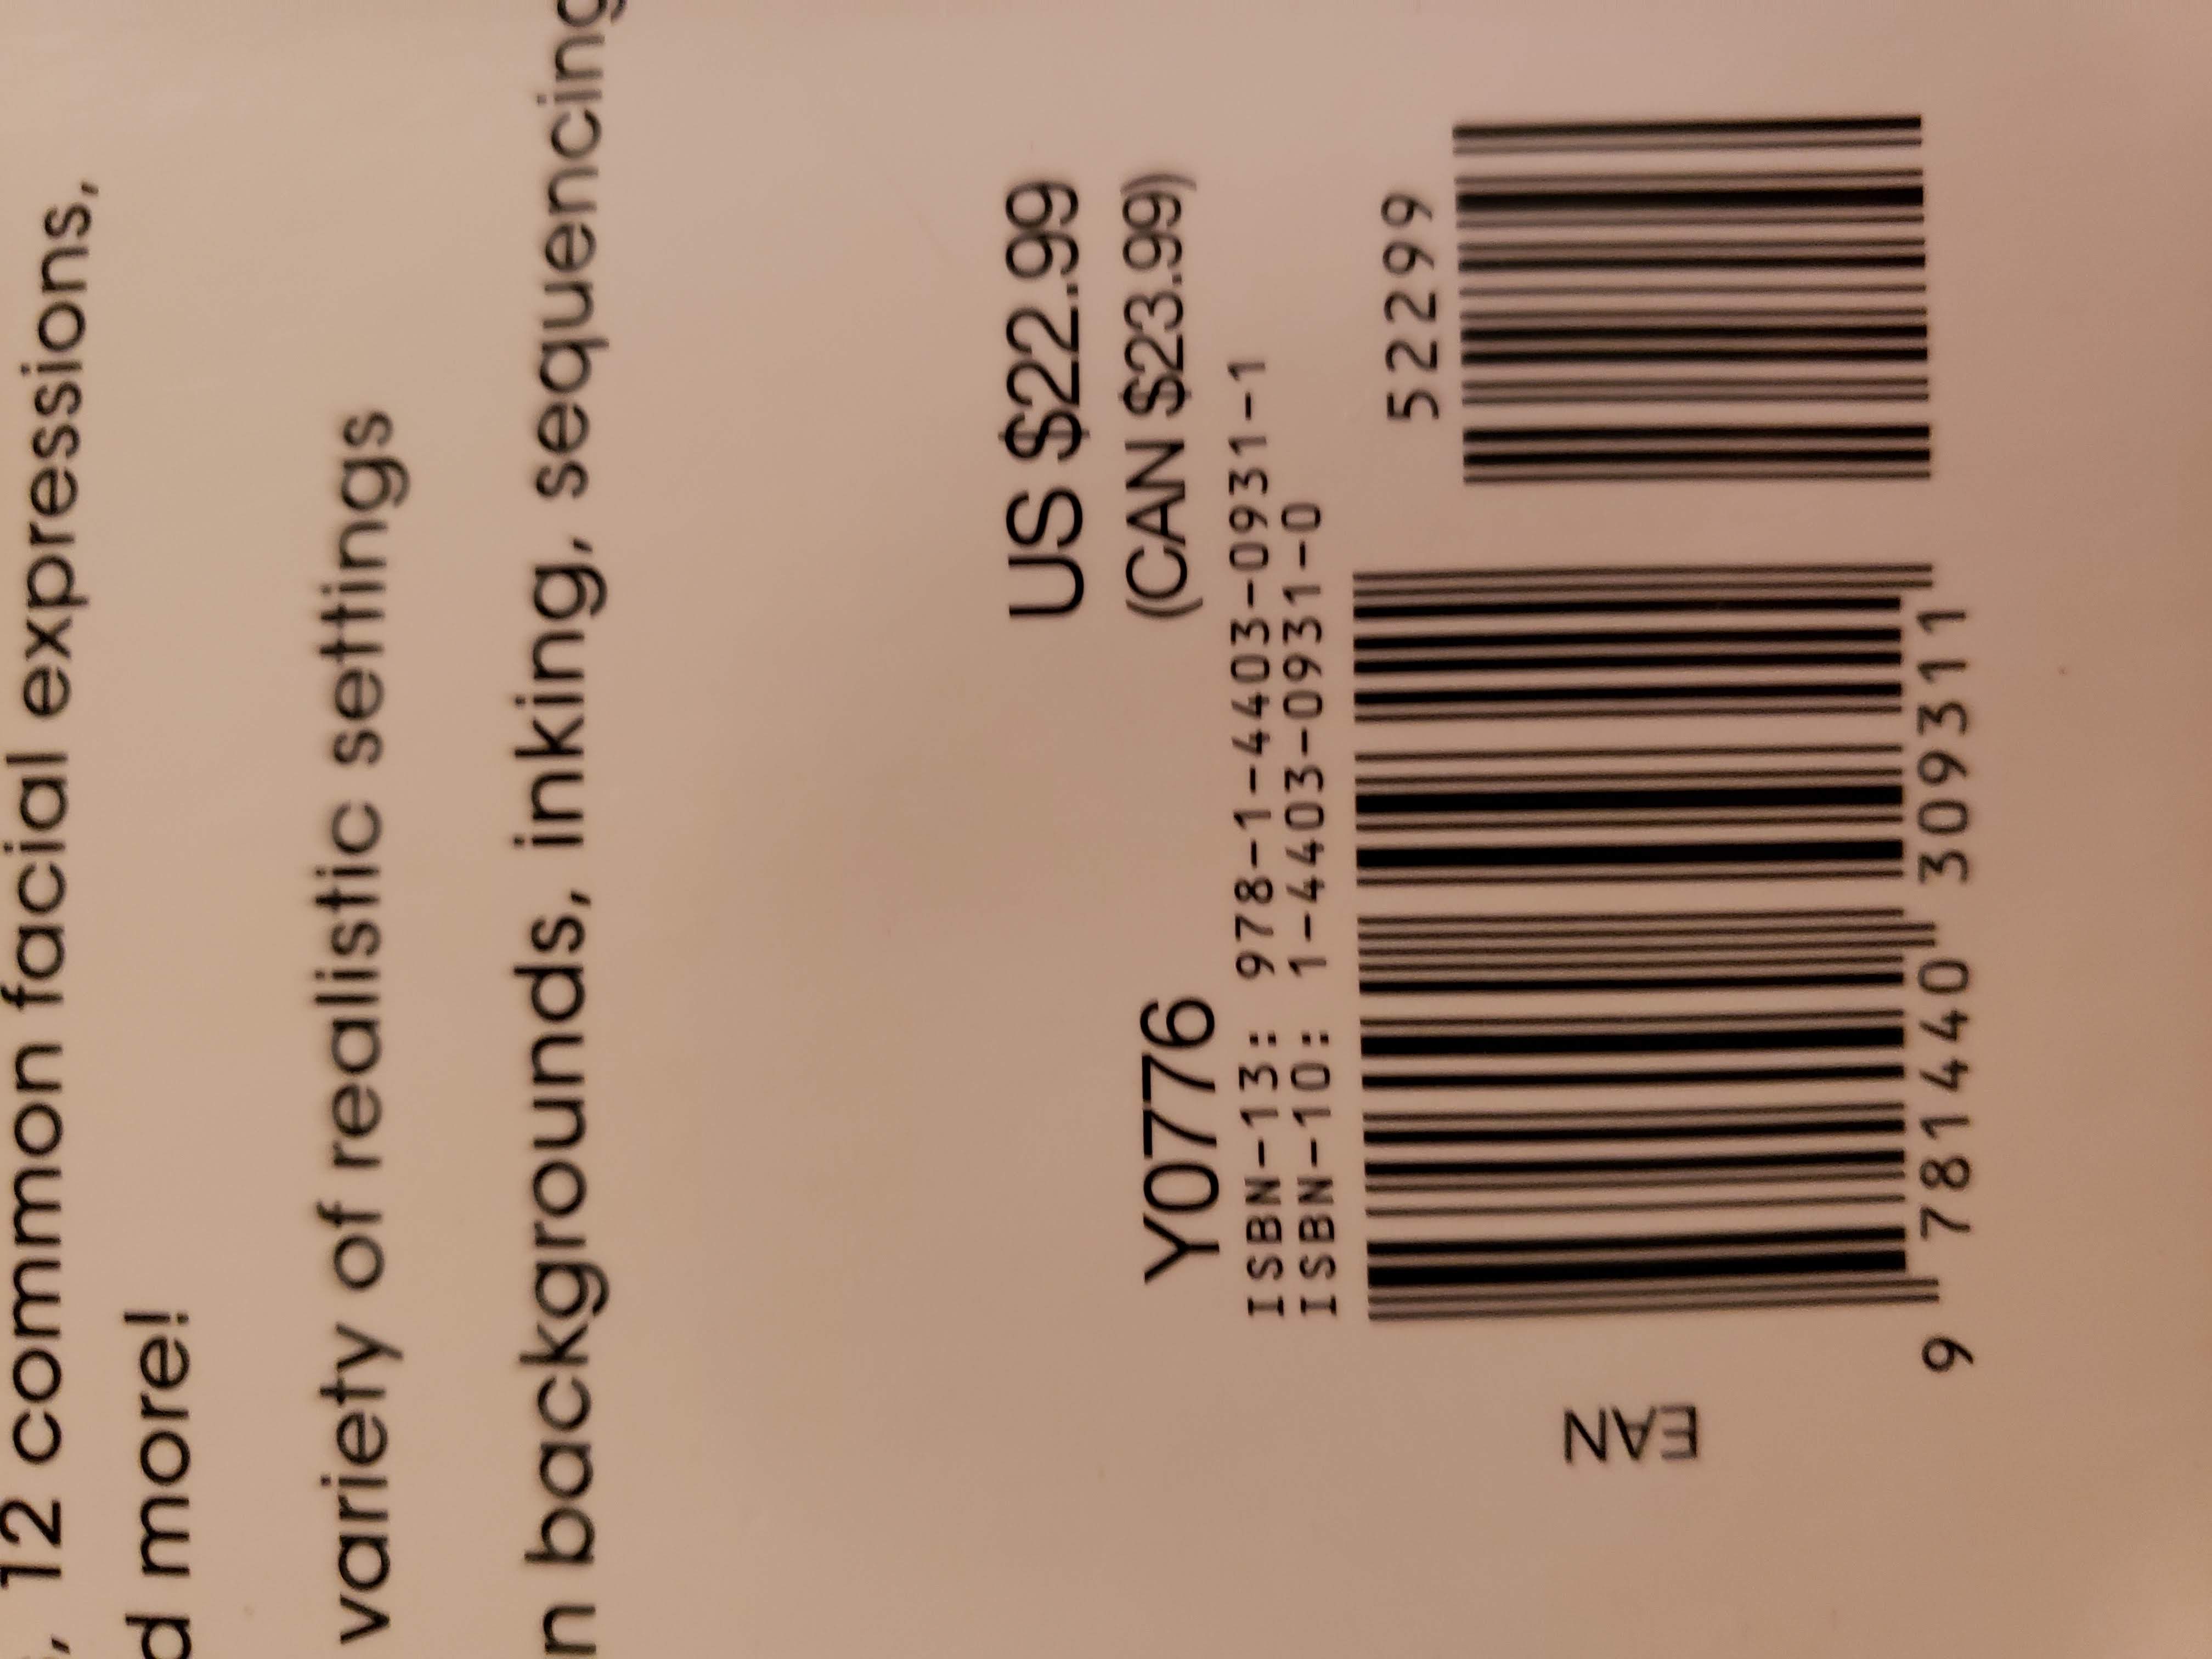 , 12 common facial expressions,
d more!
variety of realistic settings
n backgrounds, inking, sequencing
US $22.99
(CAN $23.99)
Y0776
ISBN-13: 978-1-4403-0931-1
ISBN-10: 1-4403-0931-0
52299
EAN
9 781440 309311